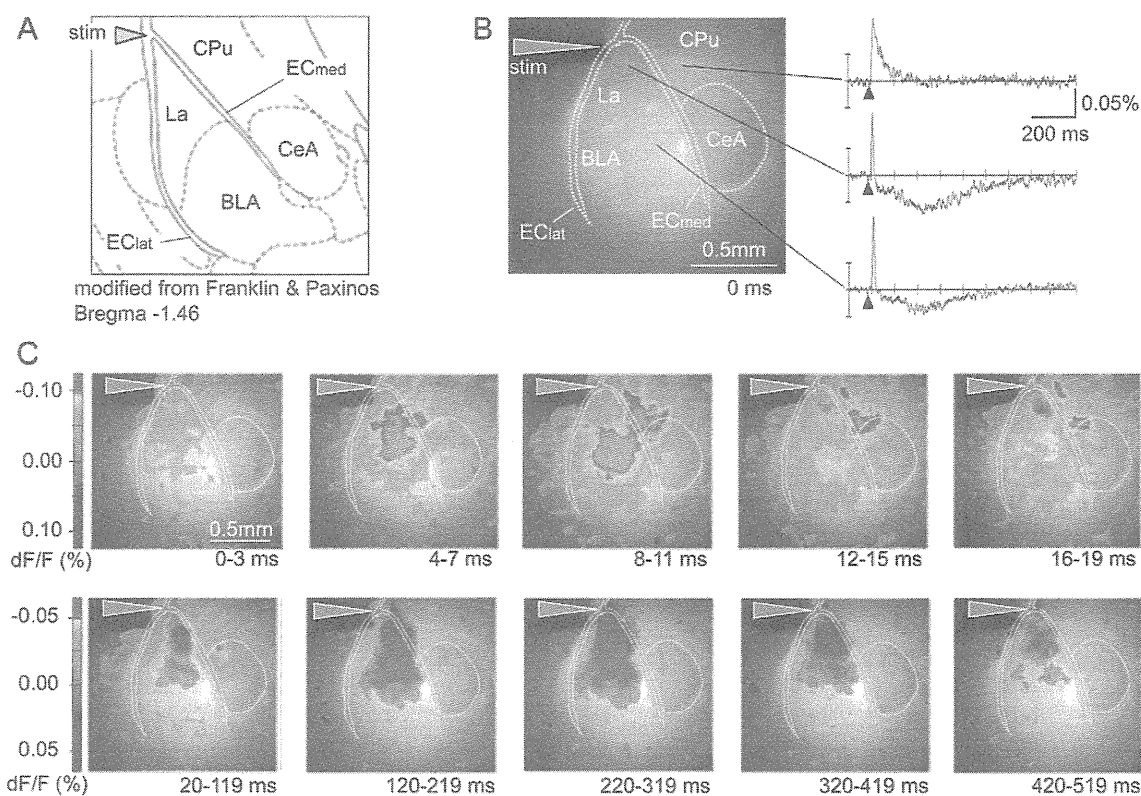 A
stim
CPu
ECmed
La
CeA
BLA
EClat
modified from Franklin & Paxinos
Bregma -1.46
B
CPu
stim
La
CeA
BLA
ECmed
EClat
0.5mm
0 ms
0.05%
200 ms
C
-0.10
0.00
0.10
dF/F (%)
0.5mm
0-3 ms
4-7 ms
8-11 ms
12-15 ms
16-19 ms
-0.05
0.00
0.05
dF/F (%)
20-119 ms
120-219 ms
220-319 ms
320-419 ms
420-519 ms